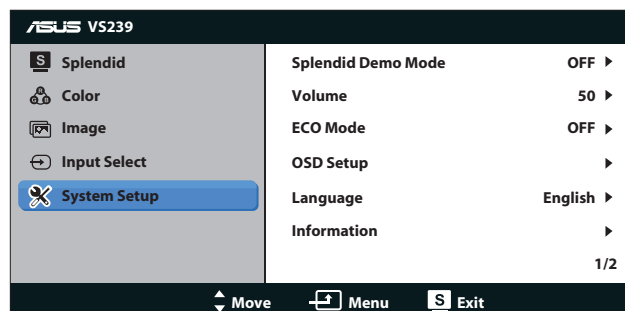 ASUS VS239
S Splendid
Color
Image
Input Select
System Setup
Splendid Demo Mode OFF
Volume 50
ECO Mode OFF
OSD Setup
Language English
Information
1/2
Move Menu S Exit